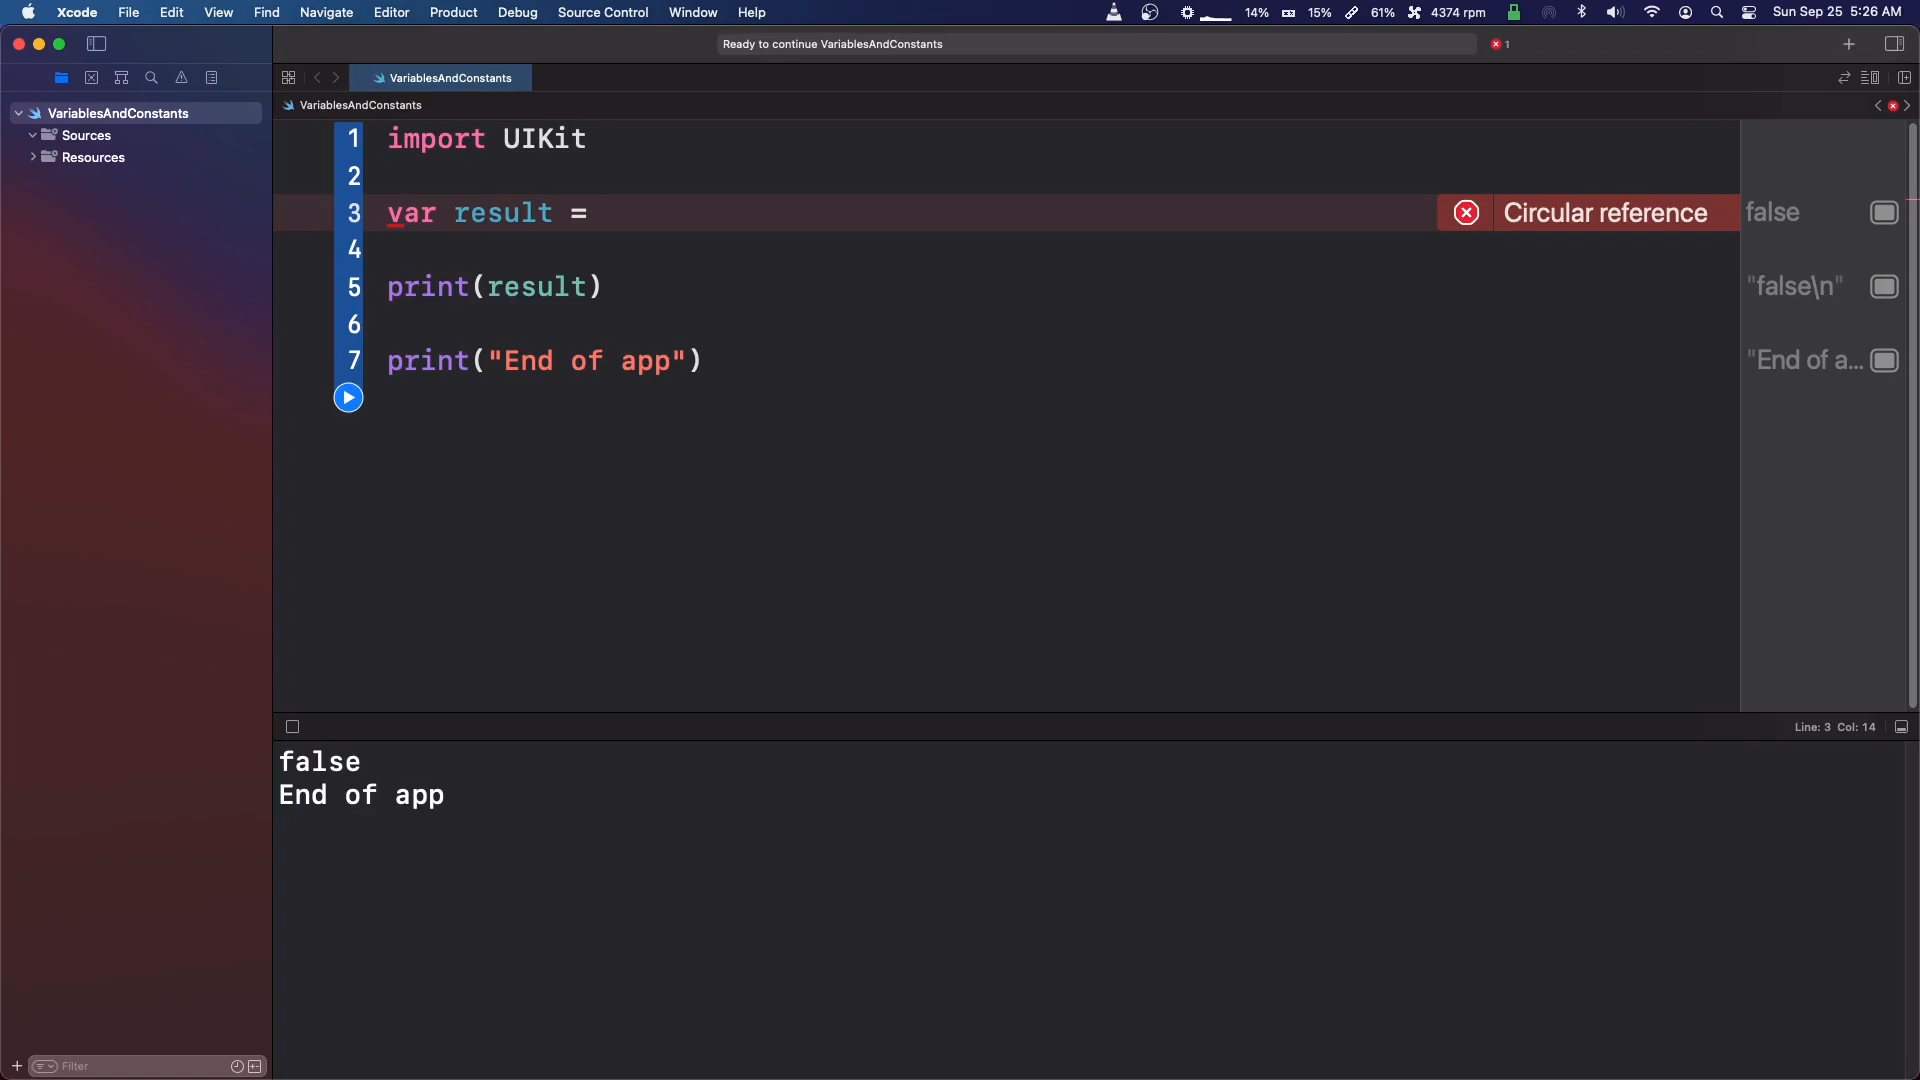 Xcode File Edit View Find Navigate Editor Product Debug Source Control Window Help 14% 15% 61% 4374 rpm Sun Sep 25 5:26 AM
Ready to continue VariablesAndConstants 1
VariablesAndConstants
VariablesAndConstants
VariablesAndConstants
Sources
Resources
1 import UIKit
2
3 var result = Circular reference false
4
5 print(result) "false\n"
6
7 print("End of app") "End of a...
Line: 3 Col: 14
false
End of app
Filter